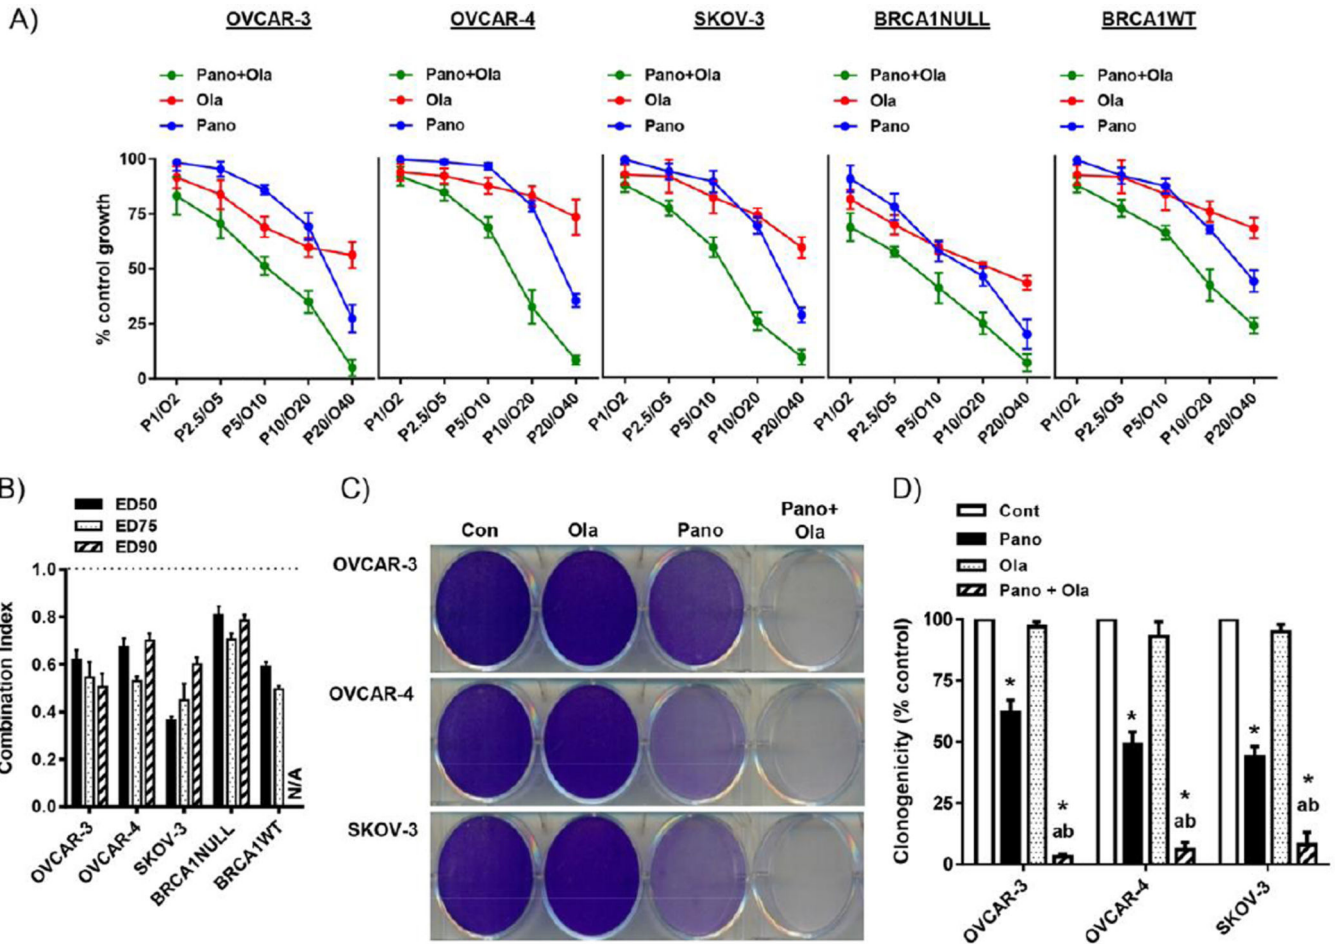 A)
OVCAR-3
OVCAR-4
SKOV-3
BRCA1NULL
BRCA1WT
Pano+Ola
Ola
Pano
Pano+Ola
Ola
Pano
Pano+Ola
Ola
Pano
Pano+Ola
Ola
Pano
Pano+Ola
Ola
Pano
% control growth
100
75
50
25
0
P1/O2
P2.5/O5
P5/O10
P10/O20
P20/O40
P1/O2
P2.5/O5
P5/O10
P10/O20
P20/O40
P1/O2
P2.5/O5
P5/O10
P10/O20
P20/O40
P1/O2
P2.5/O5
P5/O10
P10/O20
P20/O40
P1/O2
P2.5/O5
P5/O10
P10/O20
P20/O40
B)
ED50
ED75
ED90
Combination Index
1.0
0.8
0.6
0.4
0.2
0.0
N/A
OVCAR-3
OVCAR-4
SKOV-3
BRCA1NULL
BRCA1WT
C)
Con
Ola
Pano
Pano+
Ola
OVCAR-3
OVCAR-4
SKOV-3
D)
Cont
Pano
Ola
Pano + Ola
Clonogenicity (% control)
100
75
50
25
0
*
*
ab
*
*
ab
*
*
ab
OVCAR-3
OVCAR-4
SKOV-3